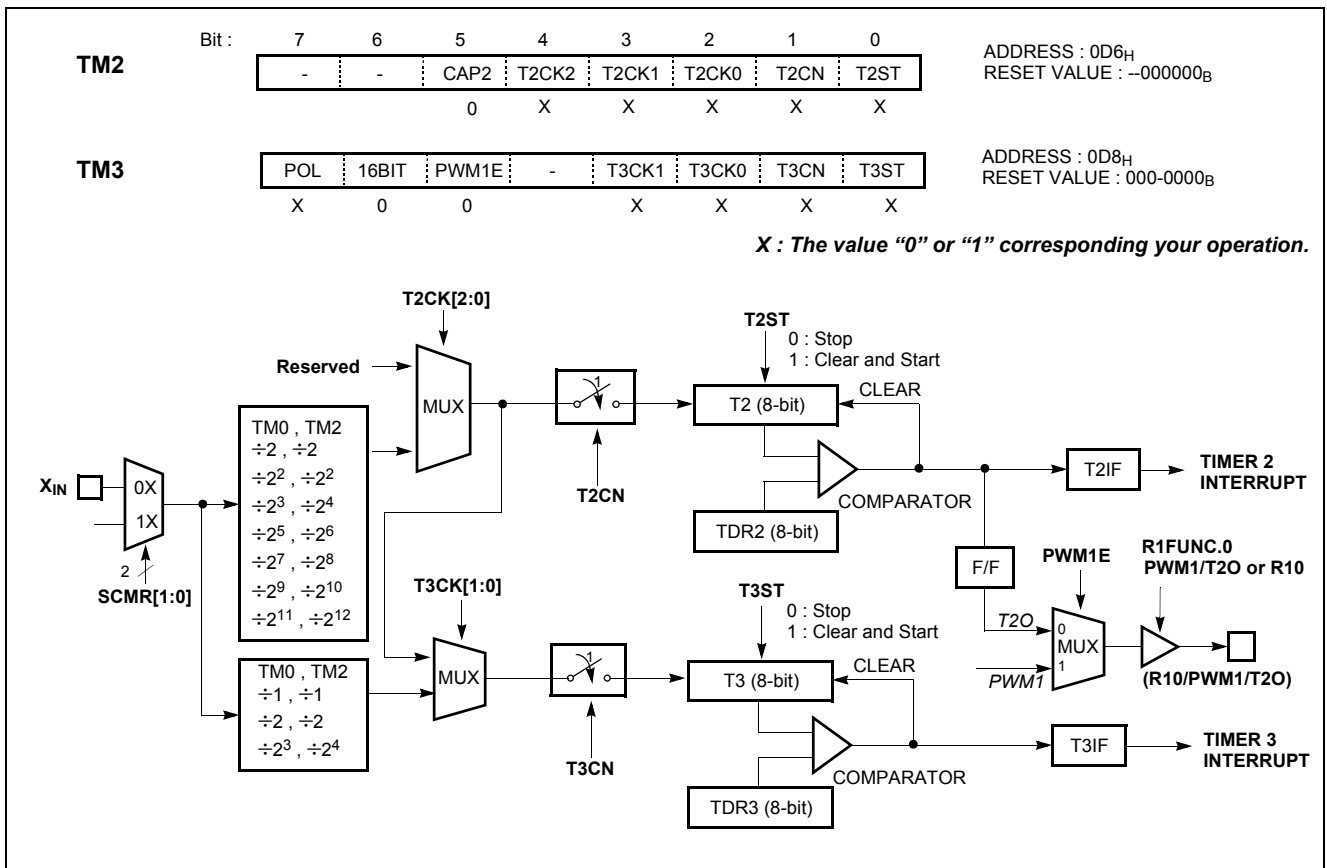 Bit : 7 6 5 4 3 2 1 0
TM2
- - CAP2 T2CK2 T2CK1 T2CK0 T2CN T2ST
0 X X X X X
ADDRESS : 0D6H
RESET VALUE : --000000B
TM3
POL 16BIT PWM1E - T3CK1 T3CK0 T3CN T3ST
X 0 0 X X X X
ADDRESS : 0D8H
RESET VALUE : 000-0000B
X : The value “0” or “1” corresponding your operation.
T2CK[2:0]
Reserved
MUX
1
T2CN
T2ST
0 : Stop
1 : Clear and Start
T2 (8-bit)
CLEAR
COMPARATOR
TDR2 (8-bit)
T2IF
TIMER 2
INTERRUPT
XIN
0X
1X
2
SCMR[1:0]
TM0 , TM2
÷2 , ÷2
÷2² , ÷2²
÷2³ , ÷2⁴
÷2⁵ , ÷2⁶
÷2⁷ , ÷2⁸
÷2⁹ , ÷2¹⁰
÷2¹¹ , ÷2¹²
F/F
T2O
PWM1E
0
MUX
1
PWM1
R1FUNC.0
PWM1/T2O or R10
(R10/PWM1/T2O)
TM0 , TM2
÷1 , ÷1
÷2 , ÷2
÷2³ , ÷2⁴
T3CK[1:0]
MUX
1
T3CN
T3ST
0 : Stop
1 : Clear and Start
T3 (8-bit)
CLEAR
COMPARATOR
TDR3 (8-bit)
T3IF
TIMER 3
INTERRUPT